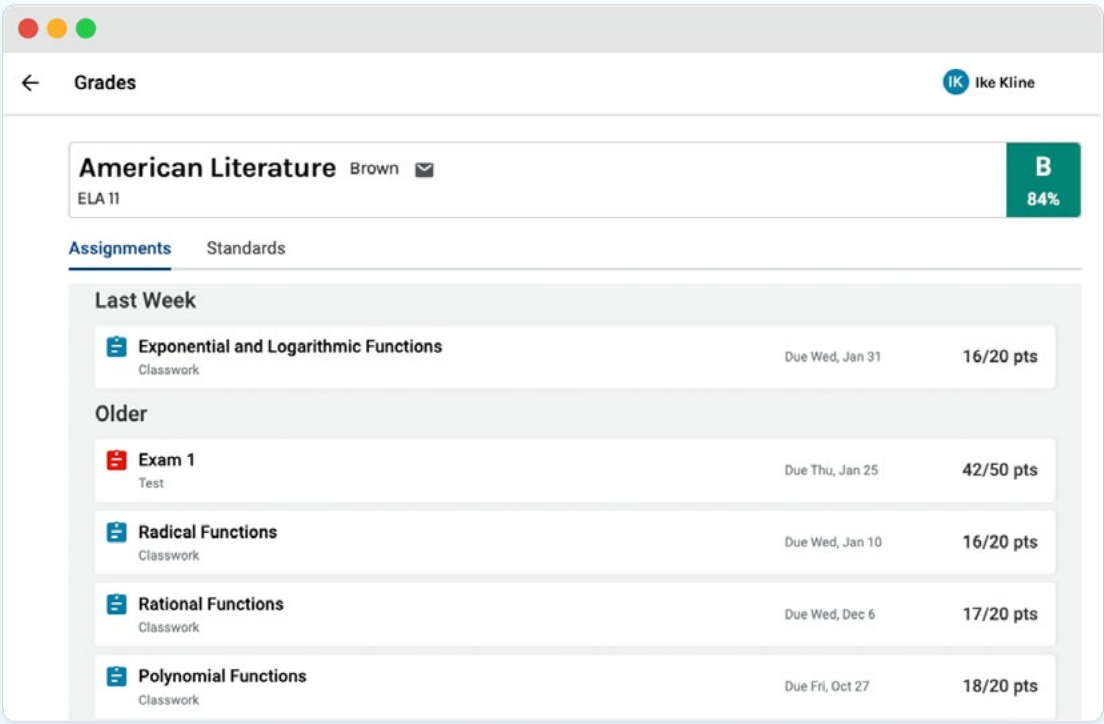 Grades
IK Ike Kline
American Literature Brown
ELA 11
B
84%
Assignments Standards
Last Week
Exponential and Logarithmic Functions
Classwork
Due Wed, Jan 31
16/20 pts
Older
Exam 1
Test
Due Thu, Jan 25
42/50 pts
Radical Functions
Classwork
Due Wed, Jan 10
16/20 pts
Rational Functions
Classwork
Due Wed, Dec 6
17/20 pts
Polynomial Functions
Classwork
Due Fri, Oct 27
18/20 pts